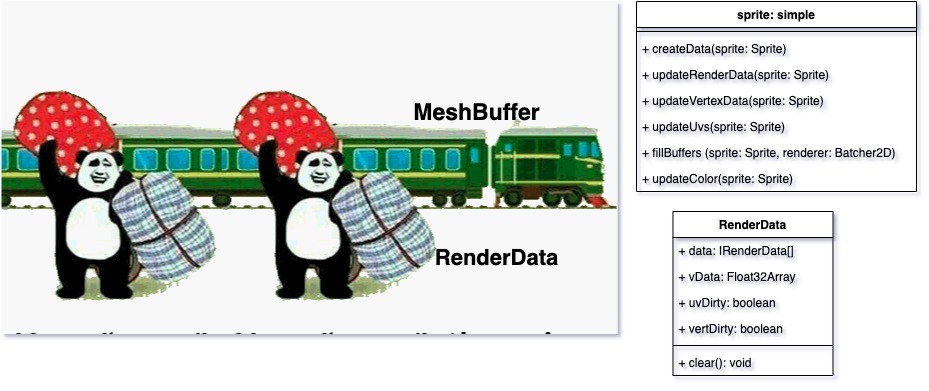 MeshBuffer
RenderData
sprite: simple
+ createData(sprite: Sprite)
+ updateRenderData(sprite: Sprite)
+ updateVertexData(sprite: Sprite)
+ updateUvs(sprite: Sprite)
+ fillBuffers (sprite: Sprite, renderer: Batcher2D)
+ updateColor(sprite: Sprite)
RenderData
+ data: IRenderData[]
+ vData: Float32Array
+ uvDirty: boolean
+ vertDirty: boolean
+ clear(): void